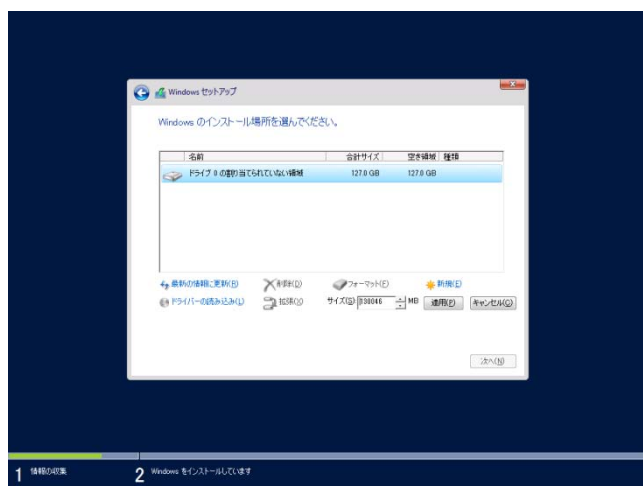 Windows セットアップ
Windows のインストール場所を選んでください。
名前 合計サイズ 空き領域 種類
ドライブ 0 の割り当てられていない領域 127.0 GB 127.0 GB
最新の情報に更新(R) 削除(D) フォーマット(F) 新規(E)
ドライバーの読み込み(L) 拡張(X) サイズ(S) MB 適用(P) キャンセル(C)
次へ(N)
1 情報の収集 2 Windows をインストールしています